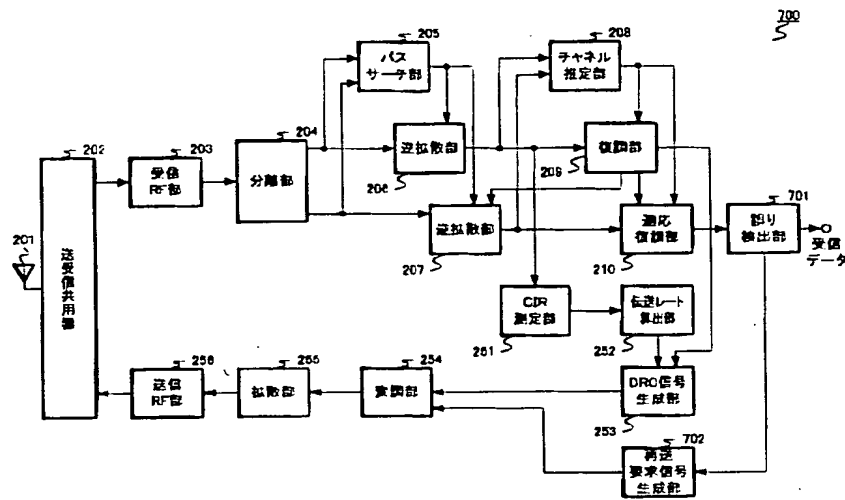 700
205
パス
サーチ部
208
チャネル
推定部
202
203
受信
RF部
204
分離部
逆拡散部
206
復調部
209
201
送受信共用器
逆拡散部
207
適応
復調部
210
701
誤り
検出部
受信
データ
CIR
測定部
251
伝送レート
算出部
252
256
送信
RF部
255
拡散部
254
変調部
DRC信号
生成部
253
702
再送
要求信号
生成部